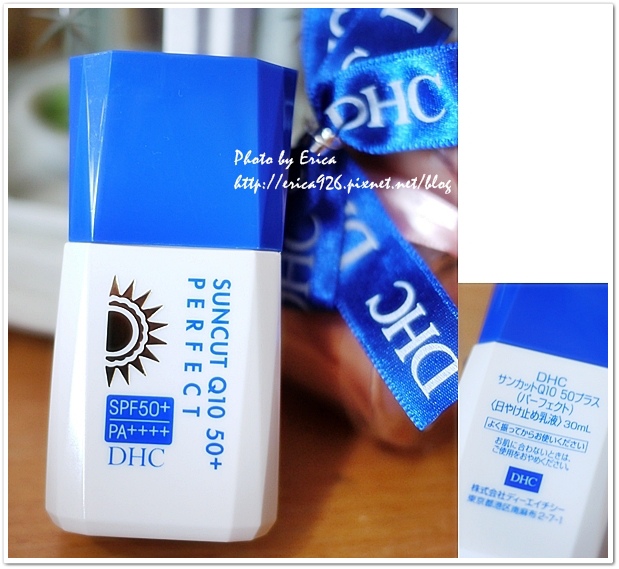 DHC
Photo by Erica
http://erica926.pixnet.net/blog
DHC
DHC
SUNCUT Q10 50+
PERFECT
SPF50+
PA++++
DHC
DHC
サンカットQ10 50プラス
(パーフェクト)
〈日やけ止め乳液〉30mL
よく振ってからお使いください
お肌に合わないときは、
ご使用をおやめください。
DHC
株式会社ディーエイチシー
東京都港区南麻布2-7-1